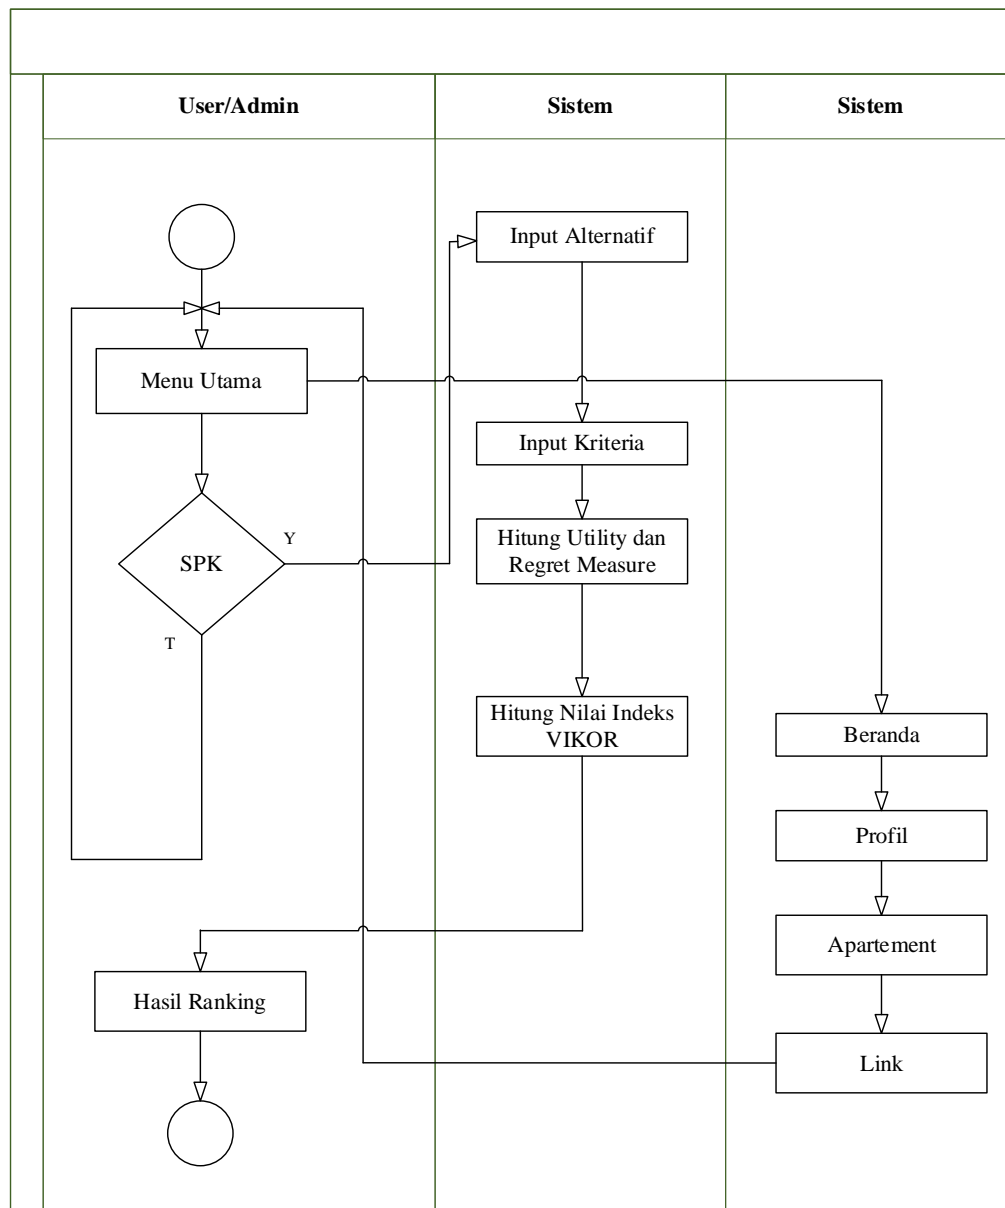 User/Admin
Sistem
Sistem
Input Alternatif
Menu Utama
Input Kriteria
Y
SPK
Hitung Utility dan
Regret Measure
T
Hitung Nilai Indeks
VIKOR
Beranda
Profil
Apartement
Hasil Ranking
Link